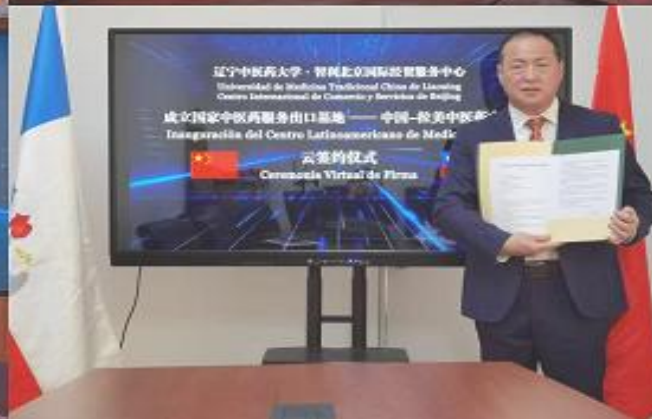 辽宁中医药大学·智利北京国际经贸服务中心
Universidad de Medicina Tradicional China de Liaoning
Centro Internacional de Comercio y Servicios de Beijing
成立国家中医药服务出口基地——中国-拉美中医药
Inauguración del Centro Latinoamericano de Medic
云签约仪式
Ceremonia Virtual de Firma